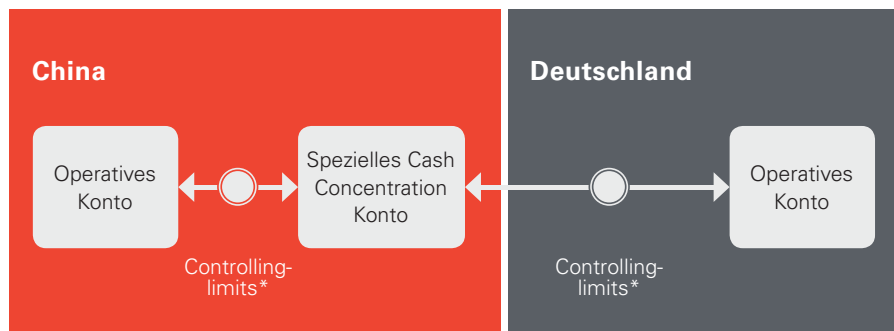 China
Deutschland
Operatives
Konto
Spezielles Cash
Concentration
Konto
Operatives
Konto
Controlling-
limits*
Controlling-
limits*